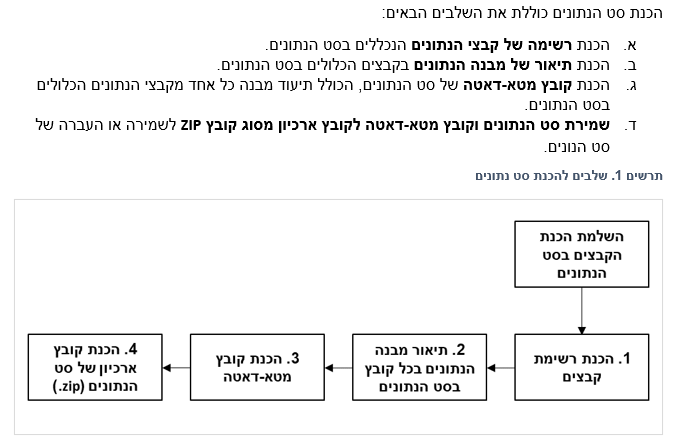 הכנת סט הנתונים כוללת את השלבים הבאים:
א. הכנת רשימה של קבצי הנתונים הנכללים בסט הנתונים.
ב. הכנת תיאור של מבנה הנתונים בקבצים הכלולים בסט הנתונים.
ג. הכנת קובץ מטא-דאטה של סט הנתונים, הכולל תיעוד מבנה כל אחד מקבצי הנתונים הכלולים
בסט הנתונים.
ד. שמירת סט הנתונים וקובץ מטא-דאטה לקובץ ארכיון מסוג קובץ ZIP לשמירה או העברה של
סט הנונים.
תרשים 1. שלבים להכנת סט נתונים
השלמת הכנת
הקבצים בסט
הנתונים
1. הכנת רשימת
קבצים
2. תיאור מבנה
הנתונים בכל קובץ
בסט הנתונים
3. הכנת קובץ
מטא-דאטה
4. הכנת קובץ
ארכיון של סט
הנתונים (zip.)